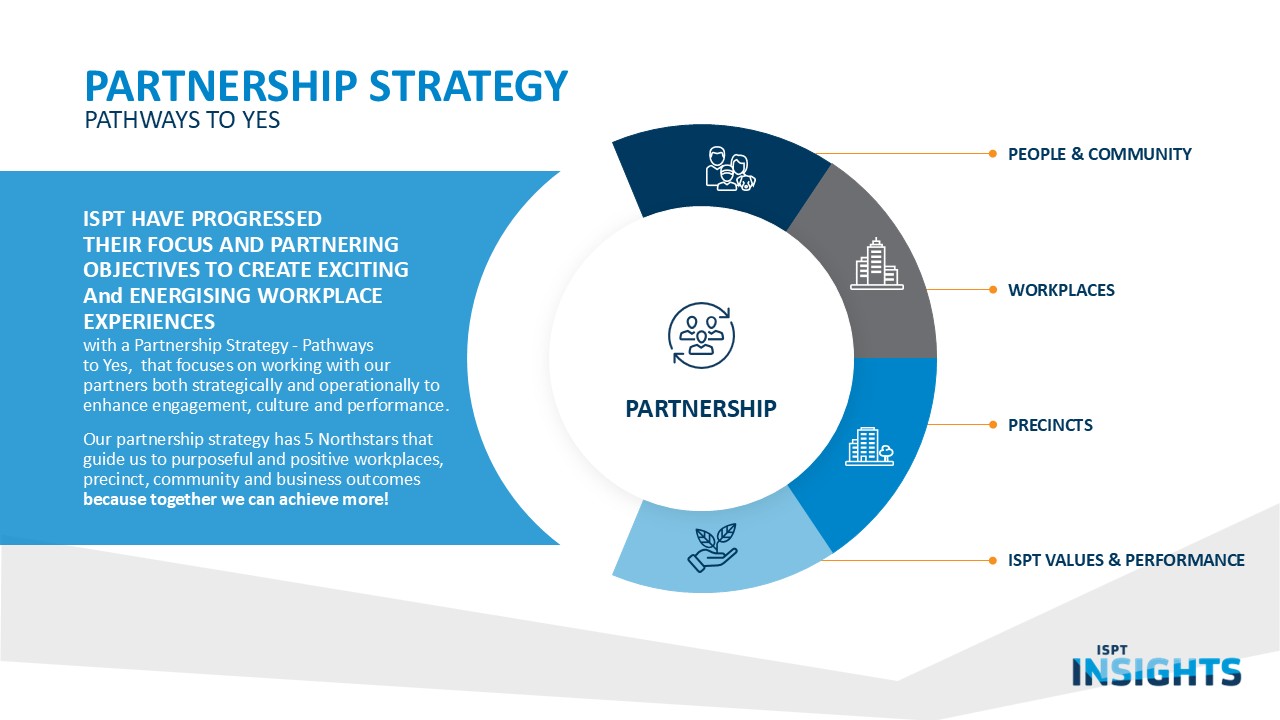 PARTNERSHIP STRATEGY
PATHWAYS TO YES
ISPT HAVE PROGRESSED
THEIR FOCUS AND PARTNERING
OBJECTIVES TO CREATE EXCITING
And ENERGISING WORKPLACE
EXPERIENCES
with a Partnership Strategy - Pathways
to Yes,  that focuses on working with our
partners both strategically and operationally to
enhance engagement, culture and performance.
Our partnership strategy has 5 Northstars that
guide us to purposeful and positive workplaces,
precinct, community and business outcomes
because together we can achieve more!
PARTNERSHIP
PEOPLE & COMMUNITY
WORKPLACES
PRECINCTS
ISPT VALUES & PERFORMANCE
ISPT
INSIGHTS